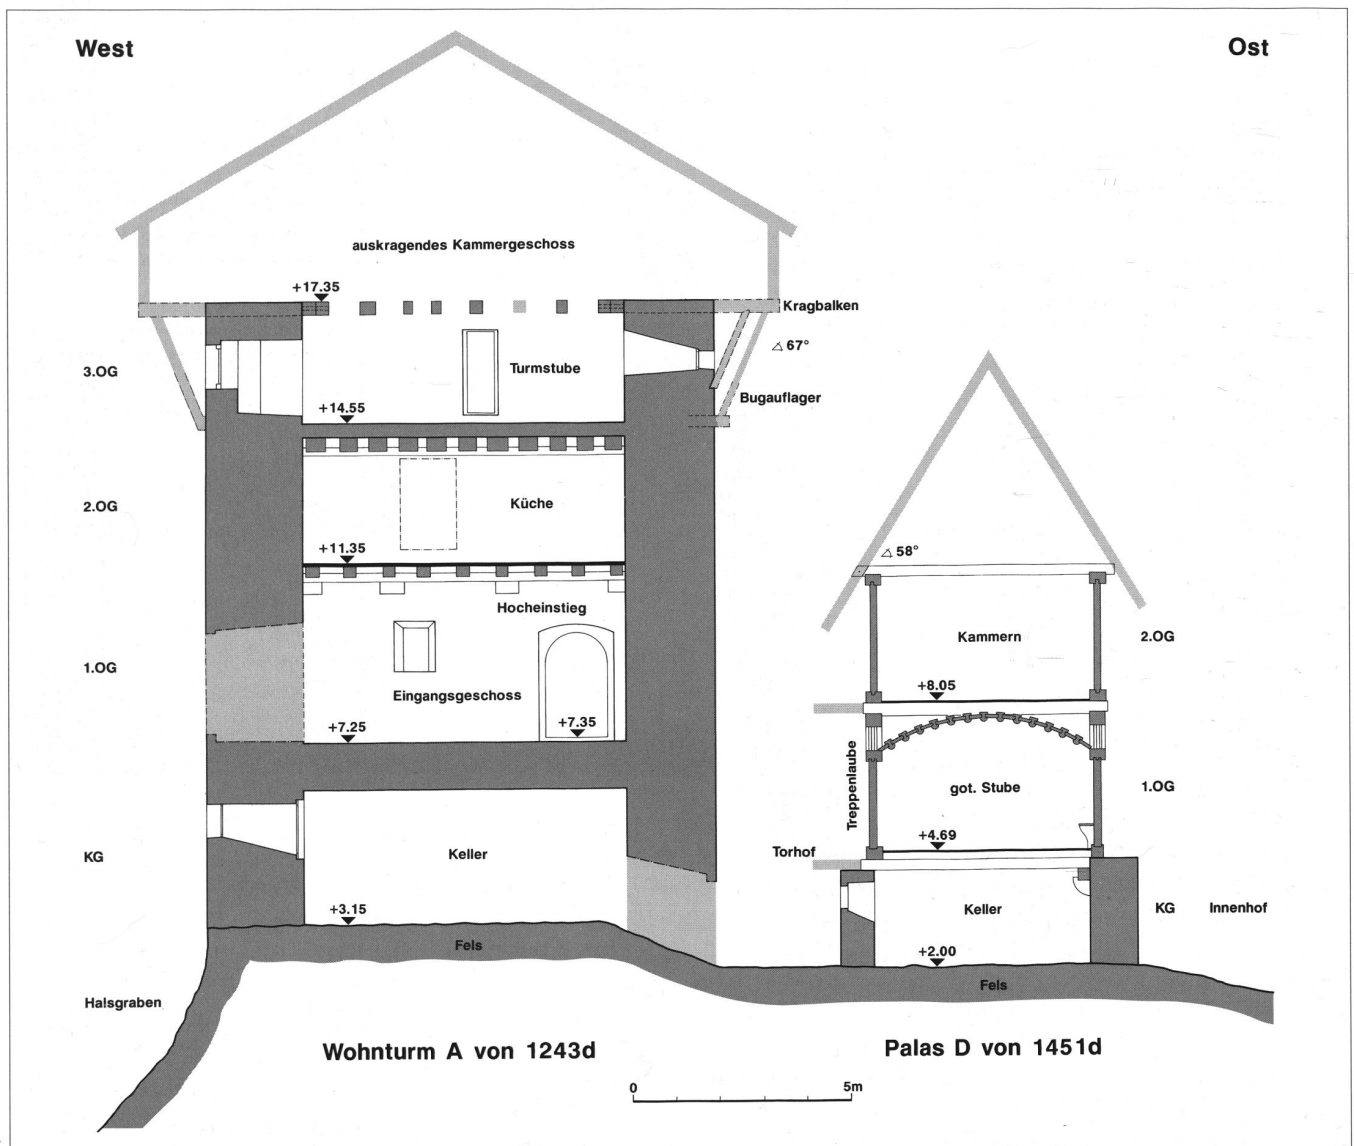 West
Ost
auskragendes Kammergeschoss
+17.35
Kragbalken
67°
3.OG
Turmstube
Bugauflager
+14.55
2.OG
Küche
+11.35
58°
Hocheinstieg
Kammern
2.OG
1.OG
Eingangsgeschoss
+8.05
+7.25
+7.35
Treppenlaube
got. Stube
1.OG
+4.69
Torhof
KG
Keller
Keller
KG
Innenhof
+3.15
Fels
+2.00
Fels
Halsgraben
Wohnturm A von 1243d
Palas D von 1451d
0
5m